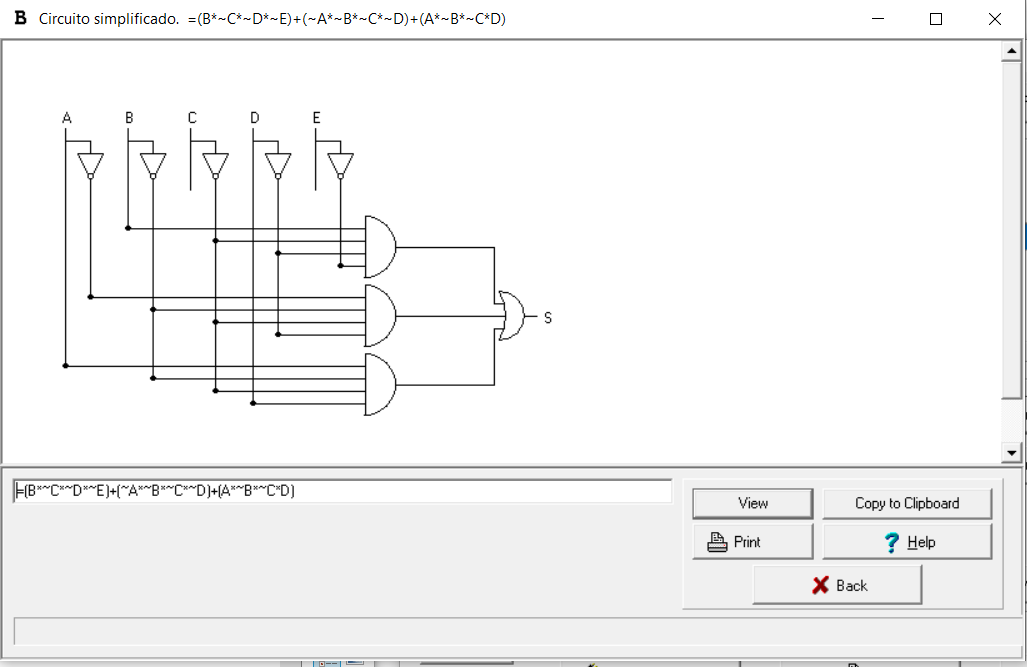 B Circuito simplificado. =(B*~C*~D*~E)+(~A*~B*~C*~D)+(A*~B*~C*D)
A B C D E
S
=(B*~C*~D*~E)+(~A*~B*~C*~D)+(A*~B*~C*D)
View Copy to Clipboard
Print ? Help
Back